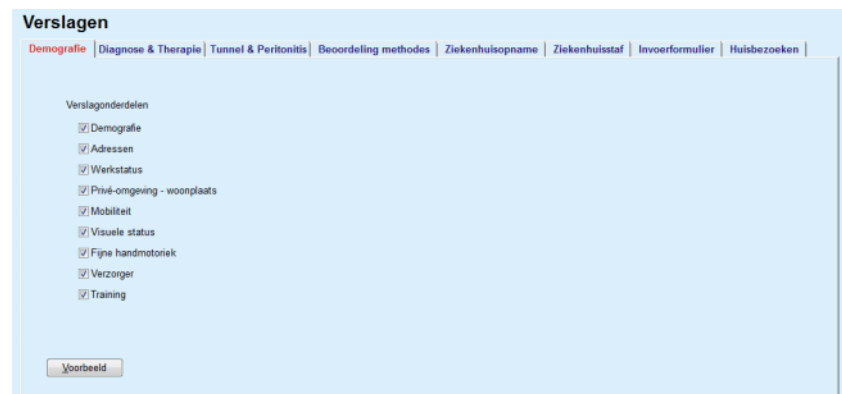 Verslagen
Demografie Diagnose & Therapie Tunnel & Peritonitis Beoordeling methodes Ziekenhuisopname Ziekenhuisstaf Invoerformulier Huisbezoeken
Verslagonderdelen
Demografie
Adressen
Werkstatus
Privé-omgeving - woonplaats
Mobiliteit
Visuele status
Fijne handmotoriek
Verzorger
Training
Voorbeeld